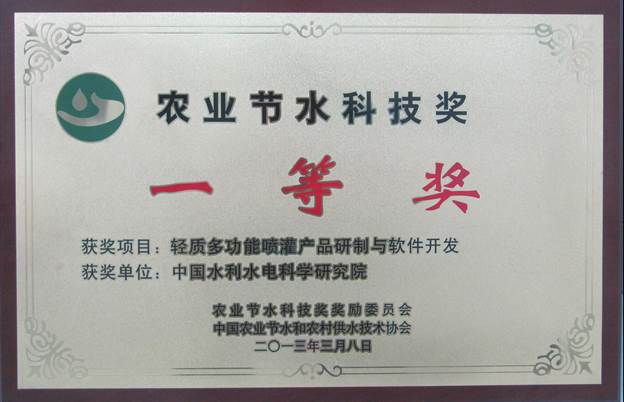 农业节水科技奖
一等奖
获奖项目：轻质多功能喷灌产品研制与软件开发
获奖单位：中国水利水电科学研究院
农业节水科技奖奖励委员会
中国农业节水和农村供水技术协会
二〇一三年三月八日